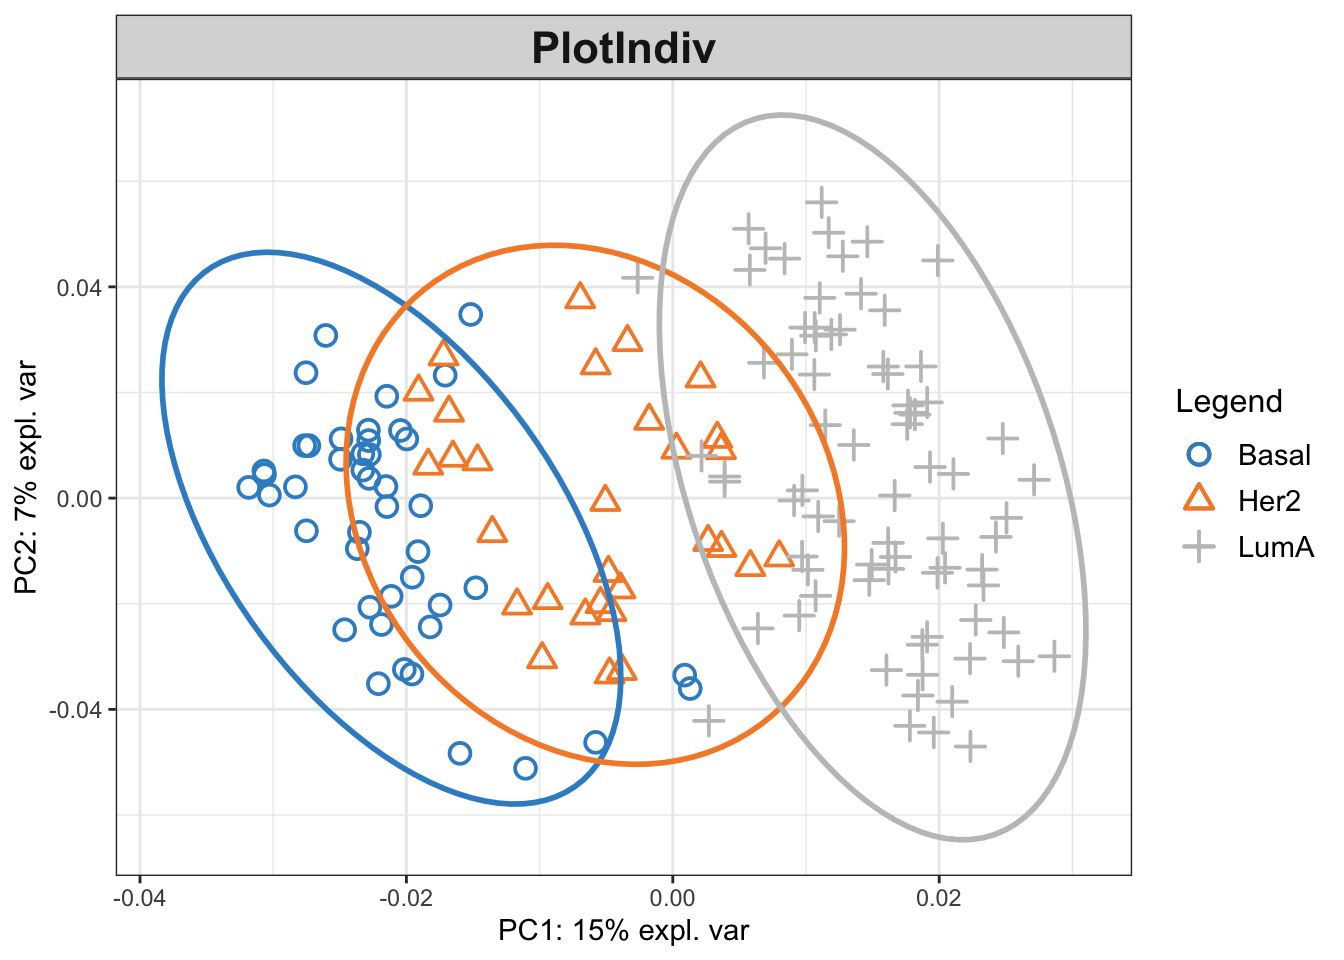 PlotIndiv
PC2: 7% expl. var
0.04
0.00
-0.04
-0.04
-0.02
0.00
0.02
PC1: 15% expl. var
Legend
Basal
Her2
LumA